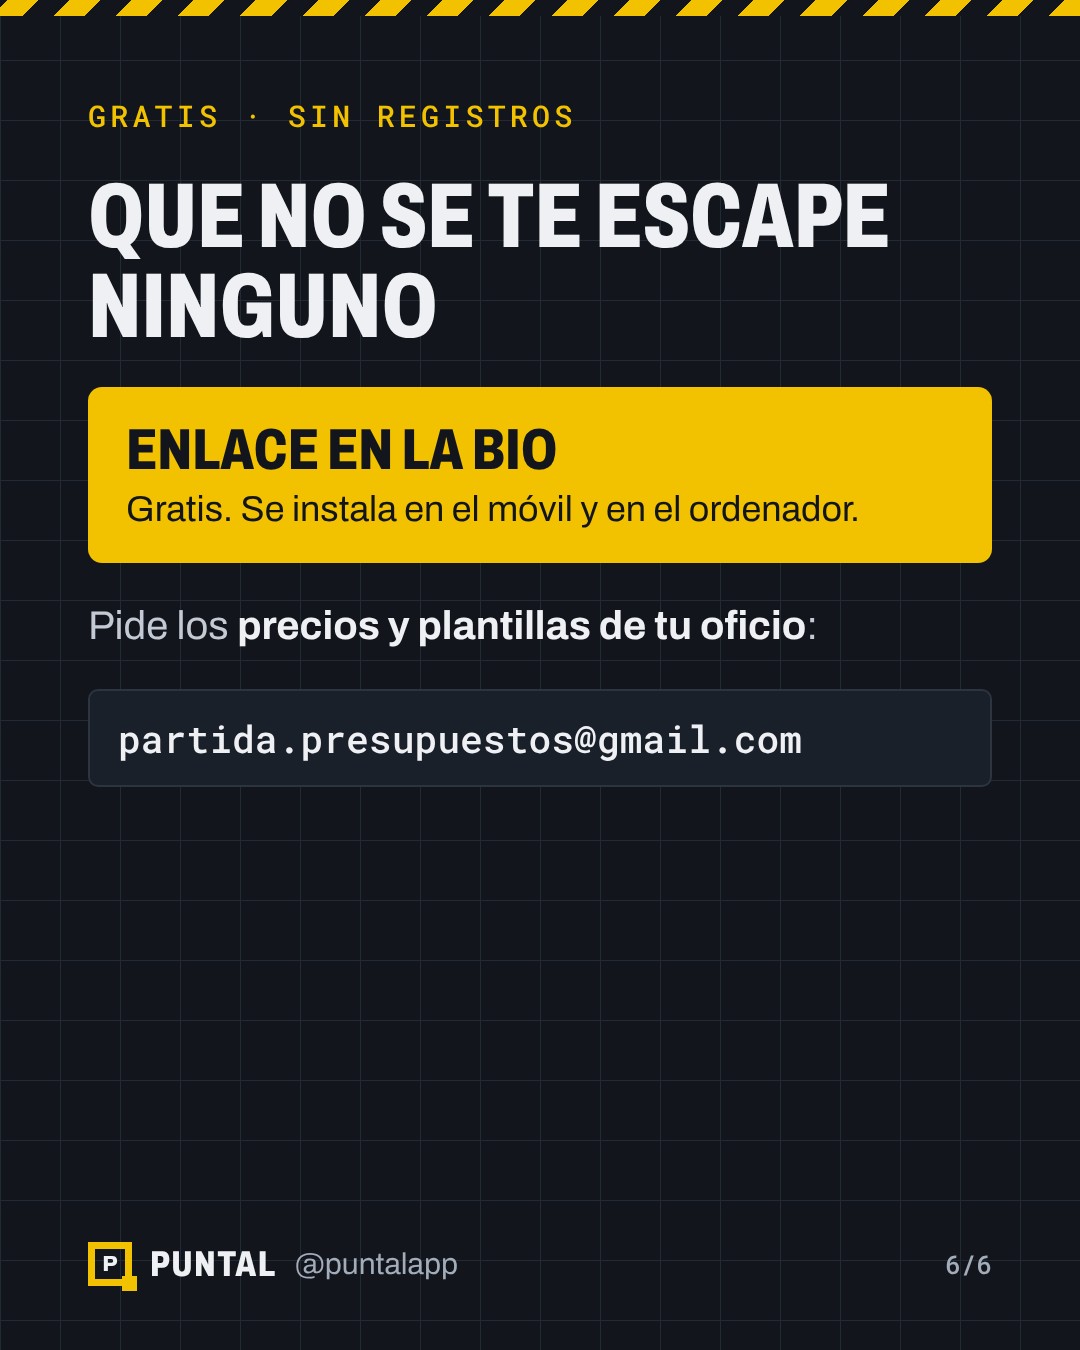 GRATIS · SIN REGISTROS
QUE NO SE TE ESCAPE
NINGUNO
ENLACE EN LA BIO
Gratis. Se instala en el móvil y en el ordenador.
Pide los precios y plantillas de tu oficio:
partida.presupuestos@gmail.com
P PUNTAL @puntalapp 6/6